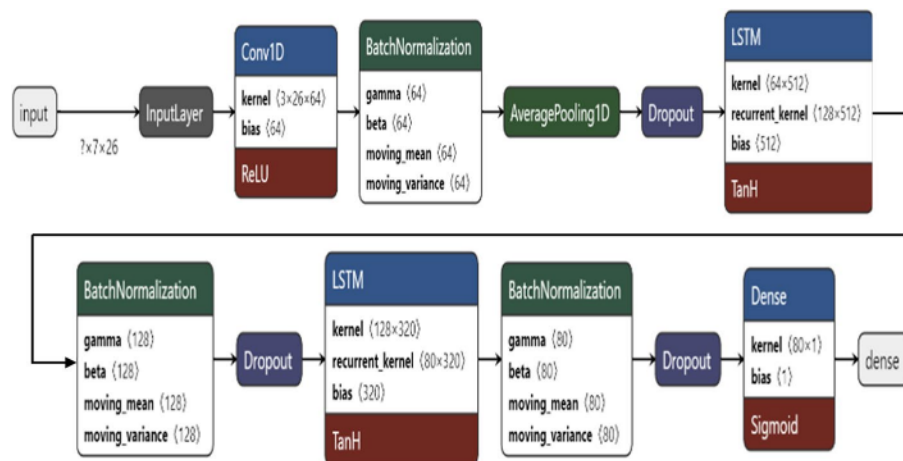 input
?×7×26
InputLayer
Conv1D
kernel ⟨3×26×64⟩
bias ⟨64⟩
ReLU
BatchNormalization
gamma ⟨64⟩
beta ⟨64⟩
moving_mean ⟨64⟩
moving_variance ⟨64⟩
AveragePooling1D
Dropout
LSTM
kernel ⟨64×512⟩
recurrent_kernel ⟨128×512⟩
bias ⟨512⟩
TanH
BatchNormalization
gamma ⟨128⟩
beta ⟨128⟩
moving_mean ⟨128⟩
moving_variance ⟨128⟩
Dropout
LSTM
kernel ⟨128×320⟩
recurrent_kernel ⟨80×320⟩
bias ⟨320⟩
TanH
BatchNormalization
gamma ⟨80⟩
beta ⟨80⟩
moving_mean ⟨80⟩
moving_variance ⟨80⟩
Dropout
Dense
kernel ⟨80×1⟩
bias ⟨1⟩
Sigmoid
dense